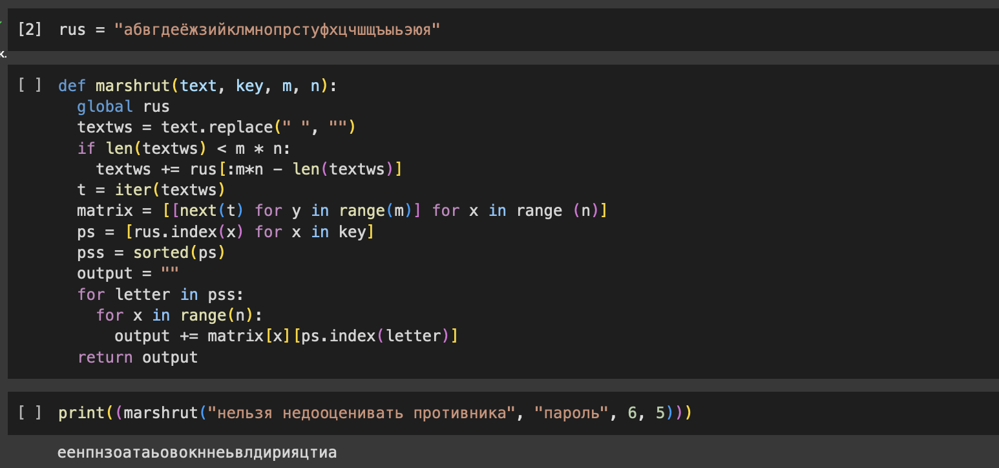 [2] rus = "абвгдеёжзийклмнопрстуфхцчшщъыьэюя"
к.
[ ] def marshrut(text, key, m, n):
  global rus
  textws = text.replace(" ", "")
  if len(textws) < m * n:
    textws += rus[:m*n - len(textws)]
  t = iter(textws)
  matrix = [[next(t) for y in range(m)] for x in range (n)]
  ps = [rus.index(x) for x in key]
  pss = sorted(ps)
  output = ""
  for letter in pss:
    for x in range(n):
      output += matrix[x][ps.index(letter)]
  return output
[ ] print((marshrut("нельзя недооценивать противника", "пароль", 6, 5)))
еенпнзоатаьовокннеьвлдирияцтиа